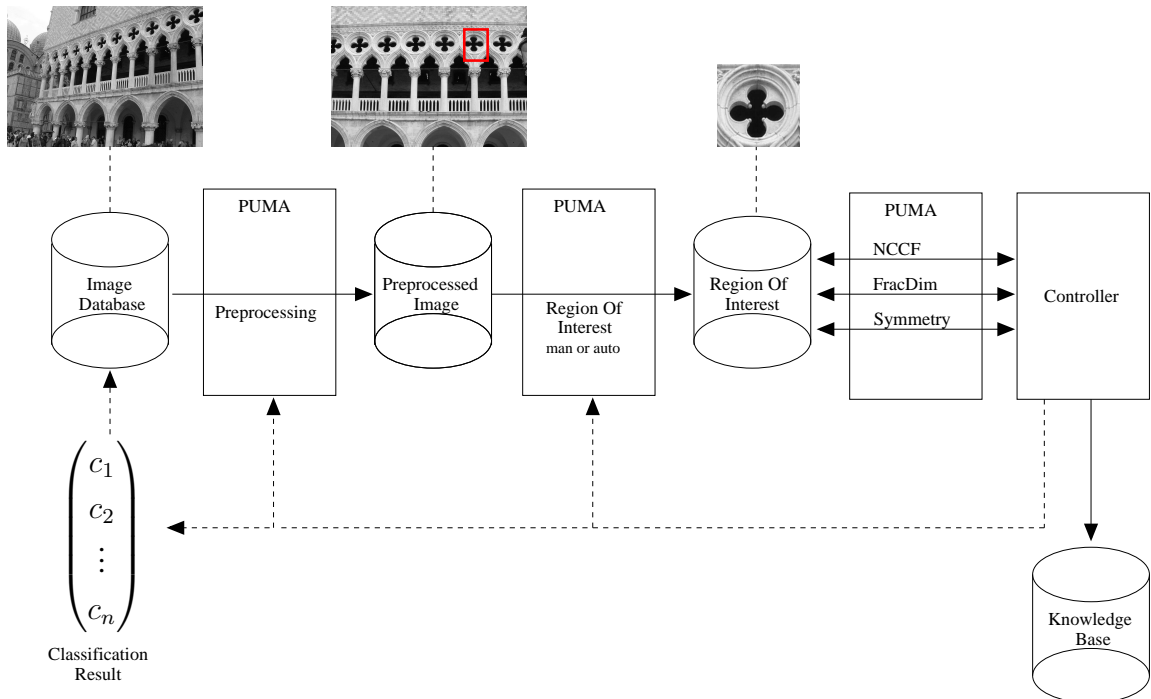 PUMA
PUMA
PUMA
NCCF
Image
Database
Preprocessing
Preprocessed
Image
Region Of
Interest
man or auto
Region Of
Interest
FracDim
Symmetry
Controller
c1
c2
⋮
cn
Classification
Result
Knowledge
Base